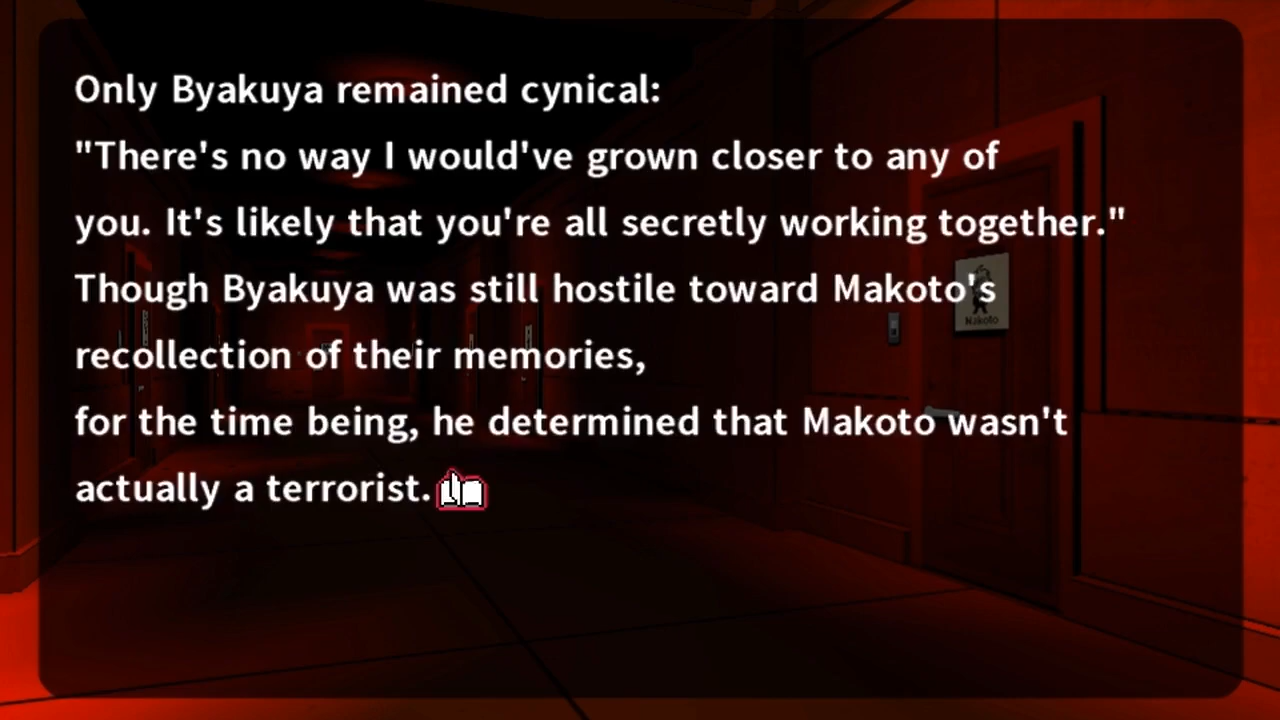 Only Byakuya remained cynical:
"There's no way I would've grown closer to any of
you. It's likely that you're all secretly working together."
Though Byakuya was still hostile toward Makoto's
recollection of their memories,
for the time being, he determined that Makoto wasn't
actually a terrorist.
Nakoto